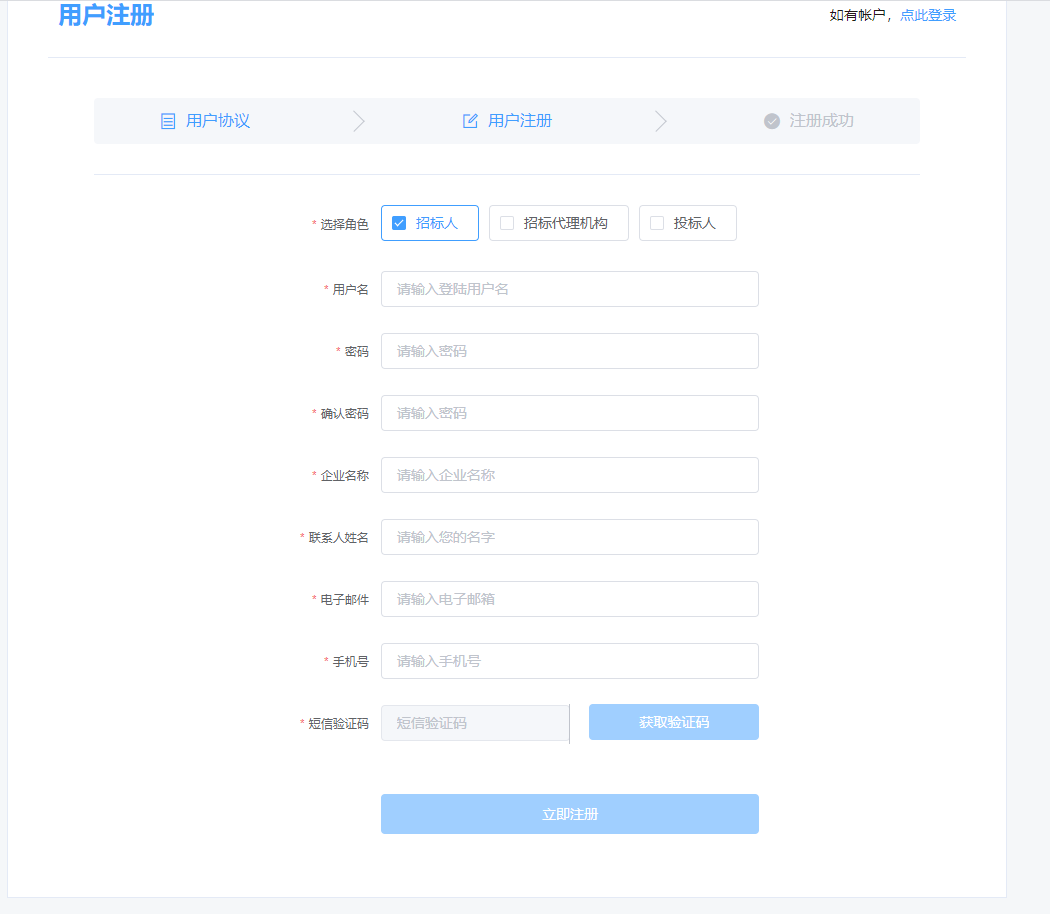 用户注册
如有帐户，点此登录
用户协议
用户注册
注册成功
* 选择角色 招标人 招标代理机构 投标人
* 用户名 请输入登陆用户名
* 密码 请输入密码
* 确认密码 请输入密码
* 企业名称 请输入企业名称
* 联系人姓名 请输入您的名字
* 电子邮件 请输入电子邮箱
* 手机号 请输入手机号
* 短信验证码 短信验证码 获取验证码
立即注册